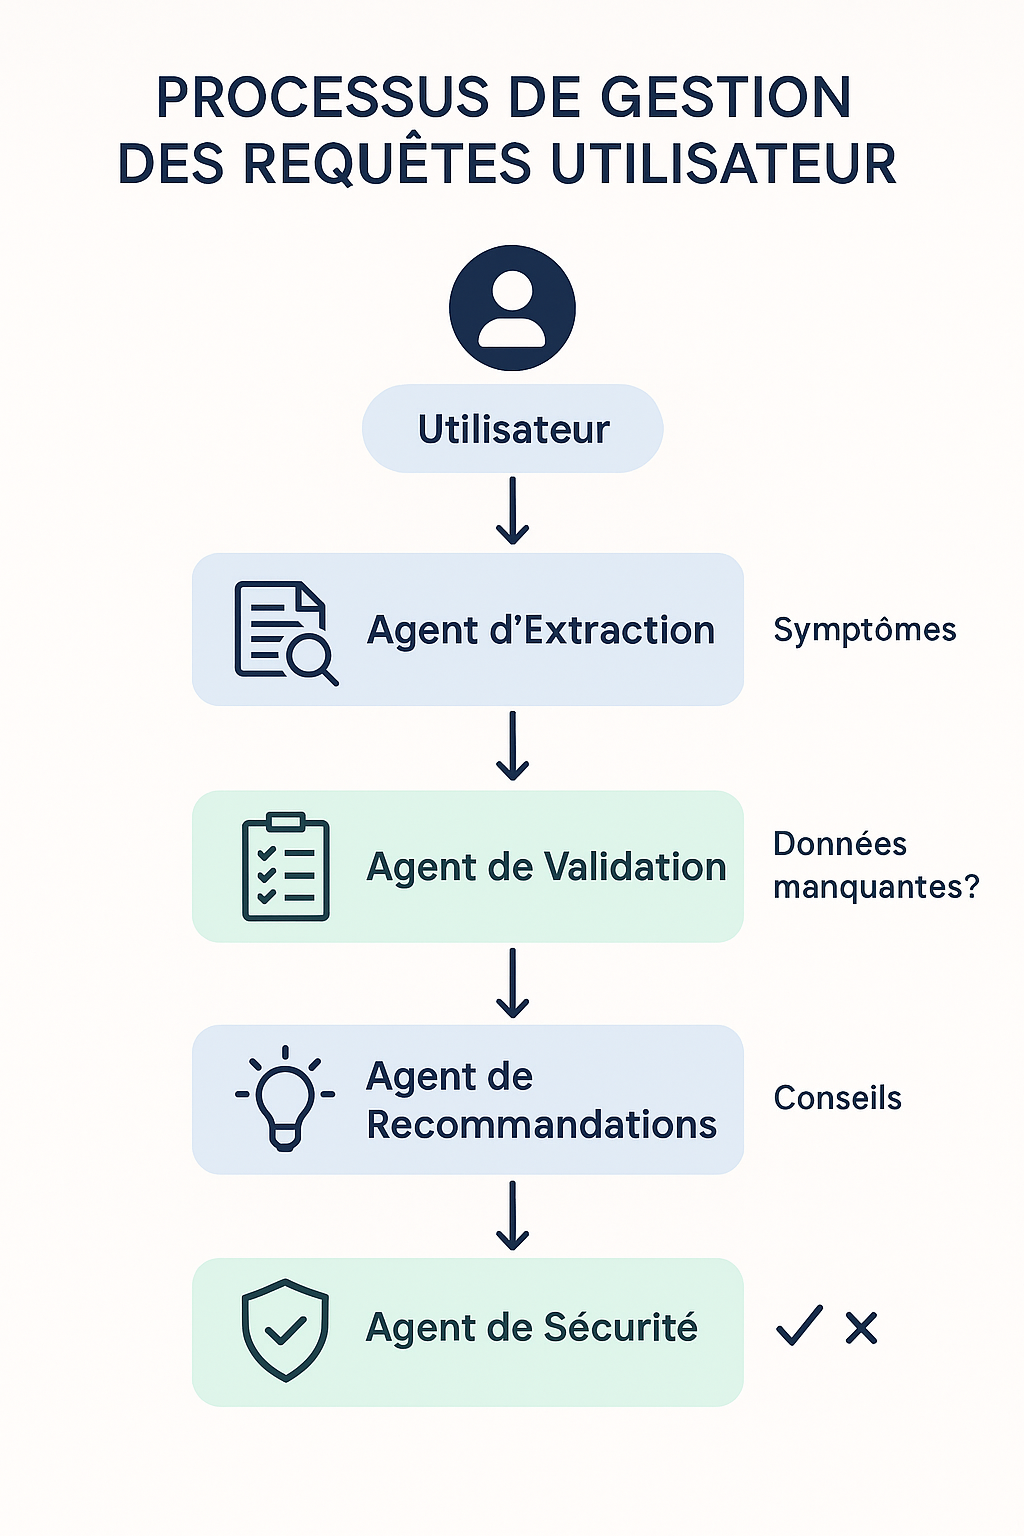 PROCESSUS DE GESTION
DES REQUÊTES UTILISATEUR
Utilisateur
Agent d’Extraction
Symptômes
Agent de Validation
Données
manquantes?
Agent de
Recommandations
Conseils
Agent de Sécurité